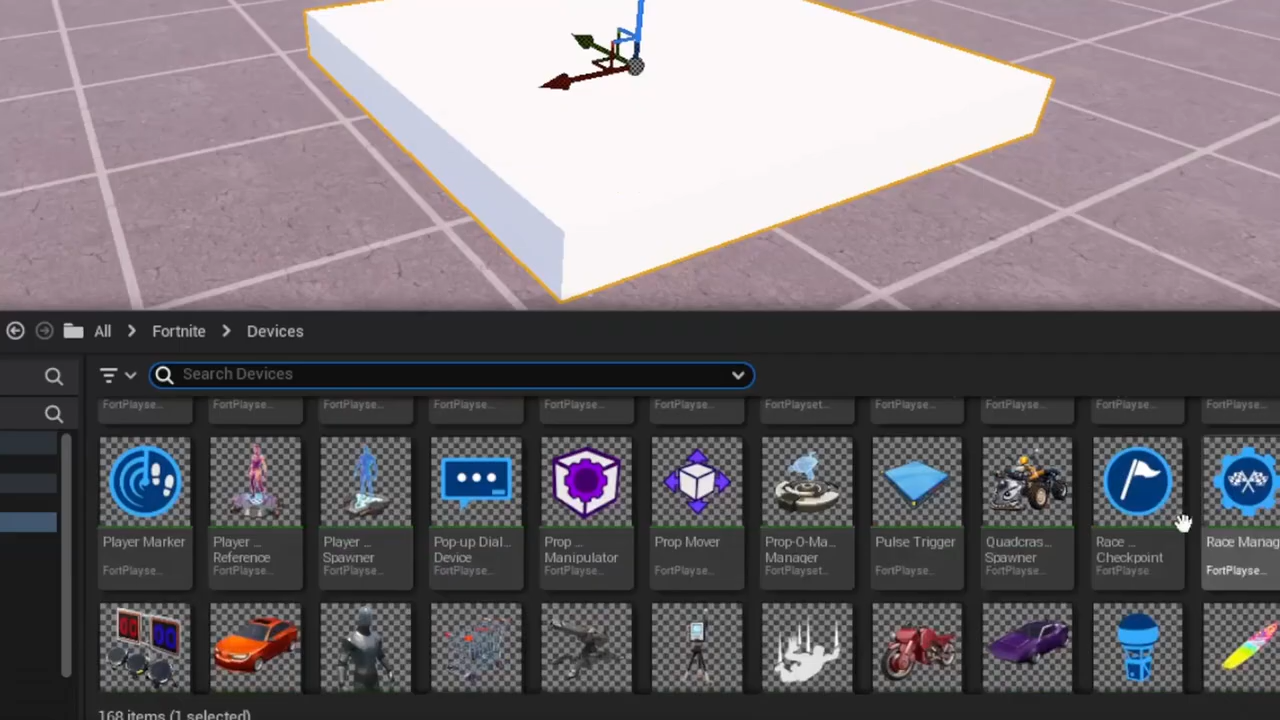 All > Fortnite > Devices
Search Devices
FortPlayse... FortPlayse... FortPlayse... FortPlayse... FortPlayse... FortPlayse... FortPlayset... FortPlayse... FortPlayse... FortPlayse... FortPlayse...
Player Marker
FortPlayse...
Player ...
Reference
FortPlayse...
Player ...
Spawner
FortPlayse...
Pop-up Dial...
Device
FortPlayse...
Prop ...
Manipulator
FortPlayse...
Prop Mover
FortPlayse...
Prop-O-Ma...
Manager
FortPlayset...
Pulse Trigger
FortPlayse...
Quadcras...
Spawner
FortPlayse...
Race ...
Checkpoint
FortPlayse
Race Manag
FortPlayse...
168 items (1 selected)